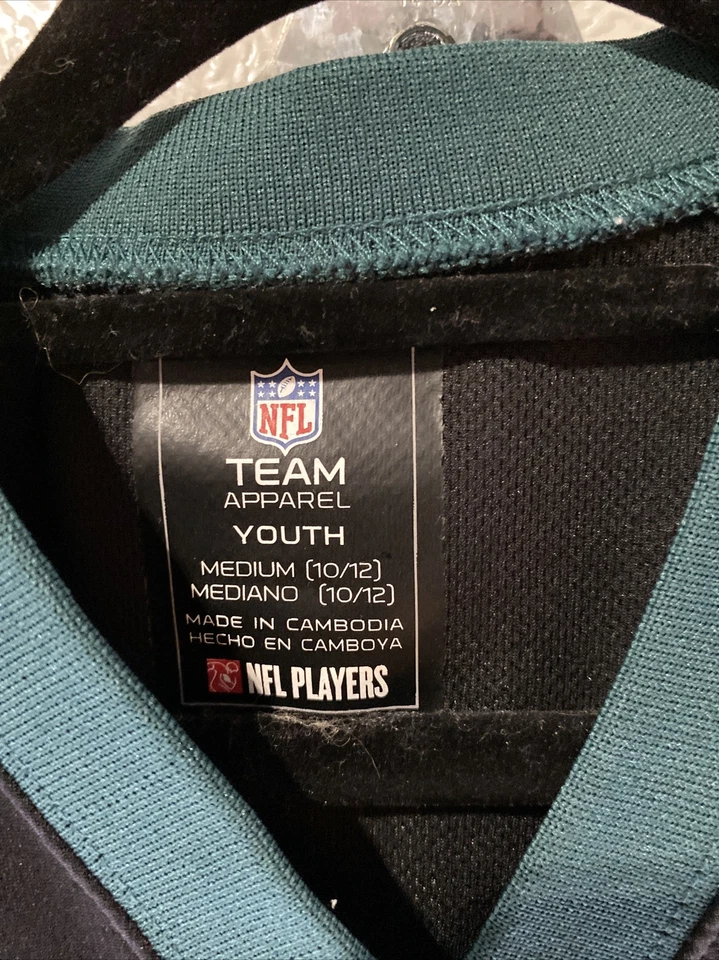 NFL
TEAM
APPAREL
YOUTH
MEDIUM (10/12)
MEDIANO (10/12)
MADE IN CAMBODIA
HECHO EN CAMBOYA
NFL PLAYERS